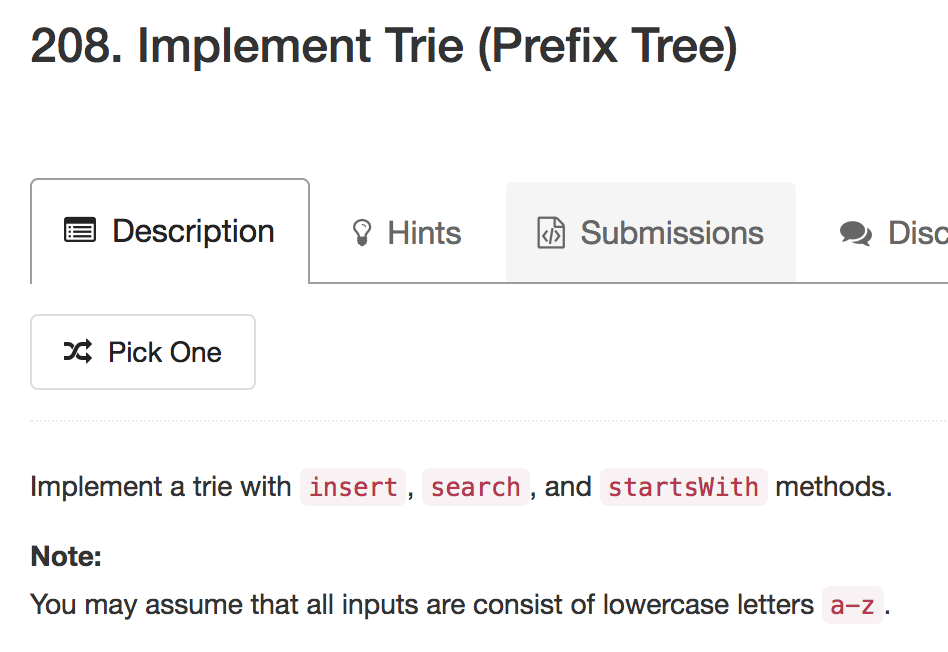 208. Implement Trie (Prefix Tree)
Description Hints Submissions Disc
Pick One
Implement a trie with insert, search, and startsWith methods.
Note:
You may assume that all inputs are consist of lowercase letters a-z.